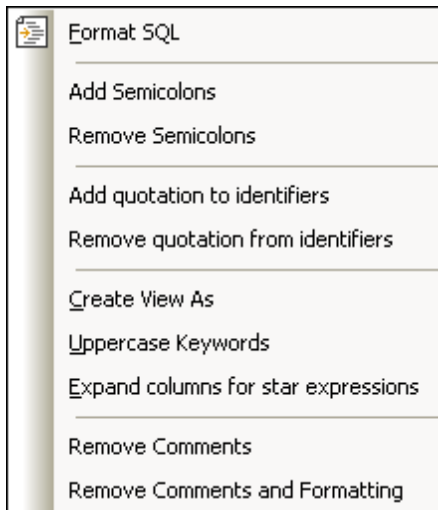 Format SQL
Add Semicolons
Remove Semicolons
Add quotation to identifiers
Remove quotation from identifiers
Create View As
Uppercase Keywords
Expand columns for star expressions
Remove Comments
Remove Comments and Formatting